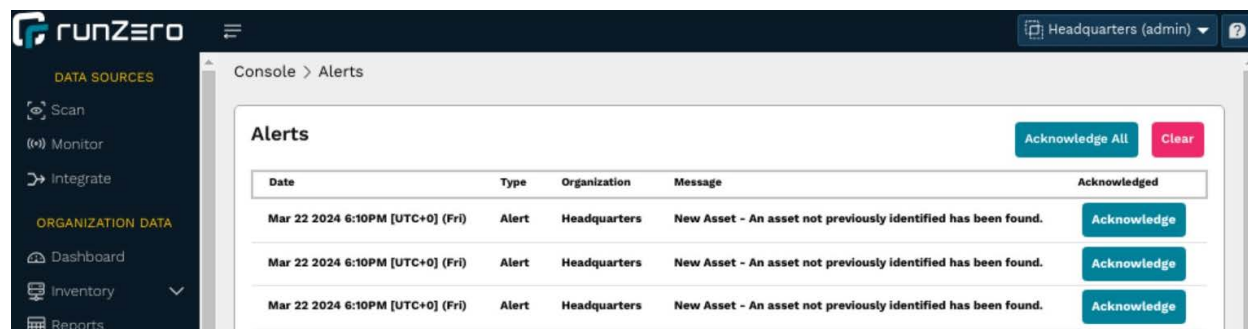 runZero
Headquarters (admin)
DATA SOURCES
Scan
Monitor
Integrate
ORGANIZATION DATA
Dashboard
Inventory
Reports
Console > Alerts
Alerts
Acknowledge All Clear
Date Type Organization Message Acknowledged
Mar 22 2024 6:10PM [UTC+0] (Fri) Alert Headquarters New Asset - An asset not previously identified has been found. Acknowledge
Mar 22 2024 6:10PM [UTC+0] (Fri) Alert Headquarters New Asset - An asset not previously identified has been found. Acknowledge
Mar 22 2024 6:10PM [UTC+0] (Fri) Alert Headquarters New Asset - An asset not previously identified has been found. Acknowledge